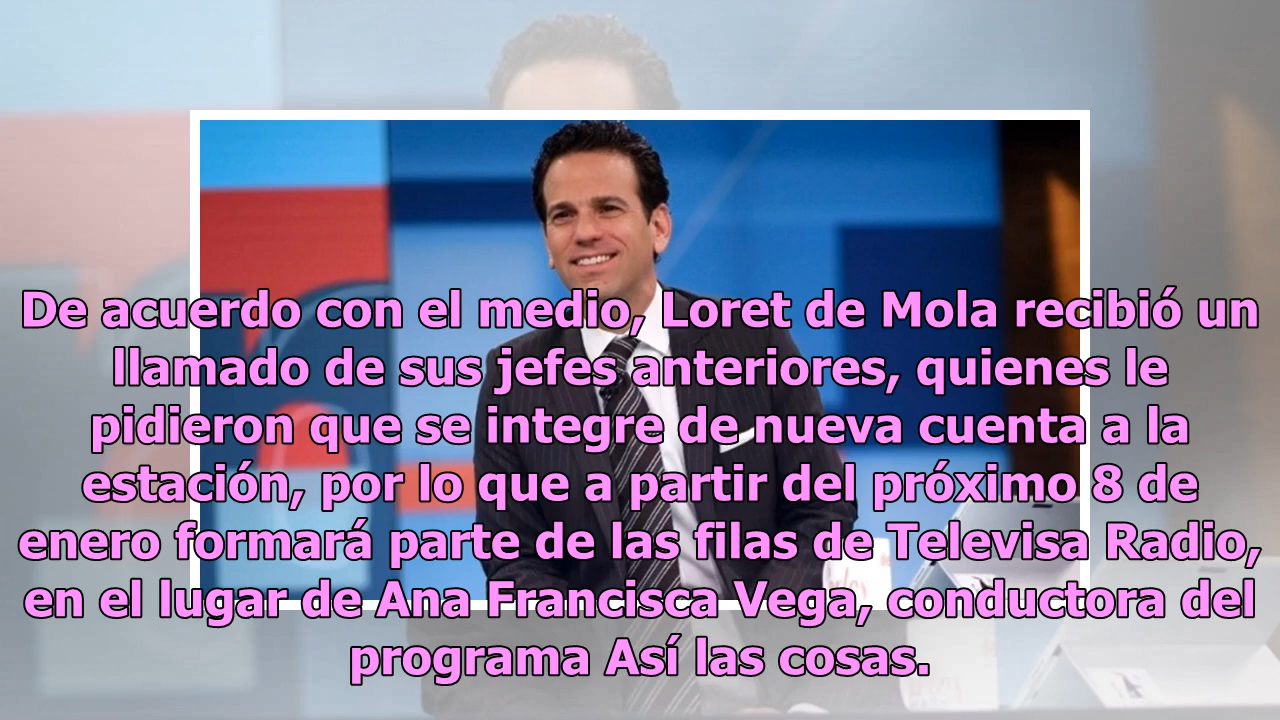 De acuerdo con el medio, Loret de Mola recibió un
llamado de sus jefes anteriores, quienes le
pidieron que se integre de nueva cuenta a la
estación, por lo que a partir del próximo 8 de
enero formará parte de las filas de Televisa Radio,
en el lugar de Ana Francisca Vega, conductora del
programa Así las cosas.